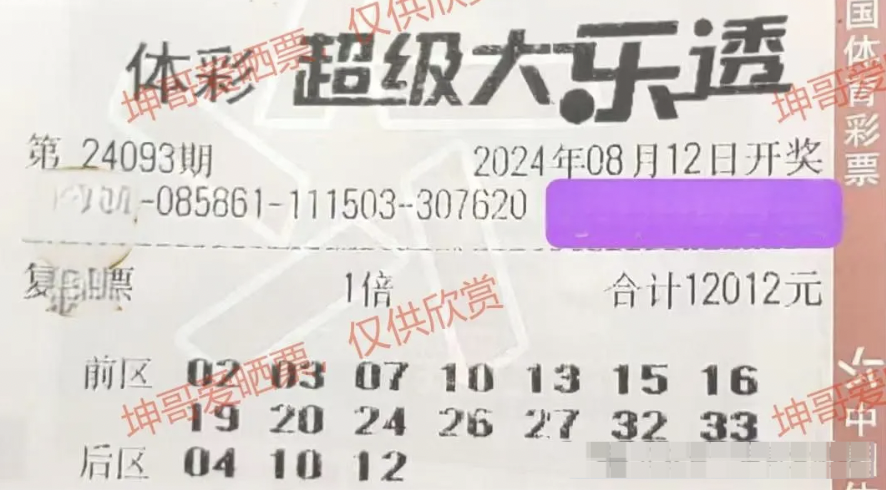 体彩 超级大乐透
第 24093期 2024年08月12日开奖
-085861-111503-307620
复 票 1倍 合计12012元
前区 02 03 07 10 13 15 16
19 20 24 26 27 32 33
后区 04 10 12
国体育彩票
中国体
坤哥爱晒票,仅供欣赏
坤哥爱晒票,仅供欣赏
坤哥爱晒
坤哥爱晒